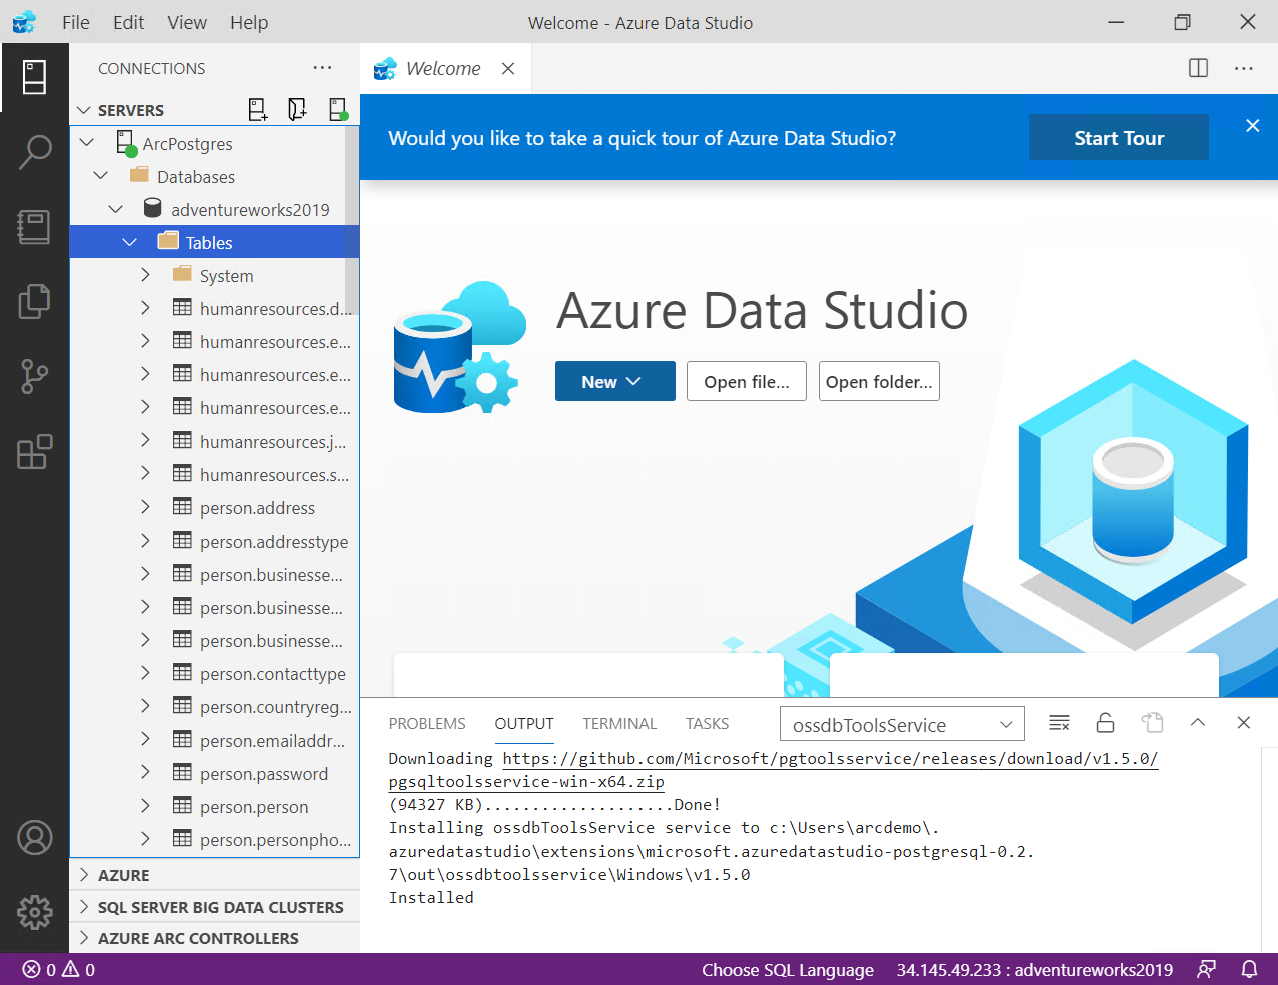 File Edit View Help
Welcome - Azure Data Studio
CONNECTIONS
Welcome
SERVERS
ArcPostgres
Databases
adventureworks2019
Tables
System
humanresources.d...
humanresources.e...
humanresources.e...
humanresources.e...
humanresources.j...
humanresources.s...
person.address
person.addresstype
person.businesse...
person.businesse...
person.businesse...
person.contacttype
person.countryreg...
person.emailaddr...
person.password
person.person
person.personpho...
AZURE
SQL SERVER BIG DATA CLUSTERS
AZURE ARC CONTROLLERS
Would you like to take a quick tour of Azure Data Studio?
Start Tour
Azure Data Studio
New
Open file...
Open folder...
PROBLEMS OUTPUT TERMINAL TASKS
ossdbToolsService
Downloading https://github.com/Microsoft/pgtoolsservice/releases/download/v1.5.0/
pgsqltoolsservice-win-x64.zip
(94327 KB)....................Done!
Installing ossdbToolsService service to c:\Users\arcdemo\.
azuredatastudio\extensions\microsoft.azuredatastudio-postgresql-0.2.
7\out\ossdbtoolsservice\Windows\v1.5.0
Installed
0 0
Choose SQL Language
34.145.49.233 : adventureworks2019